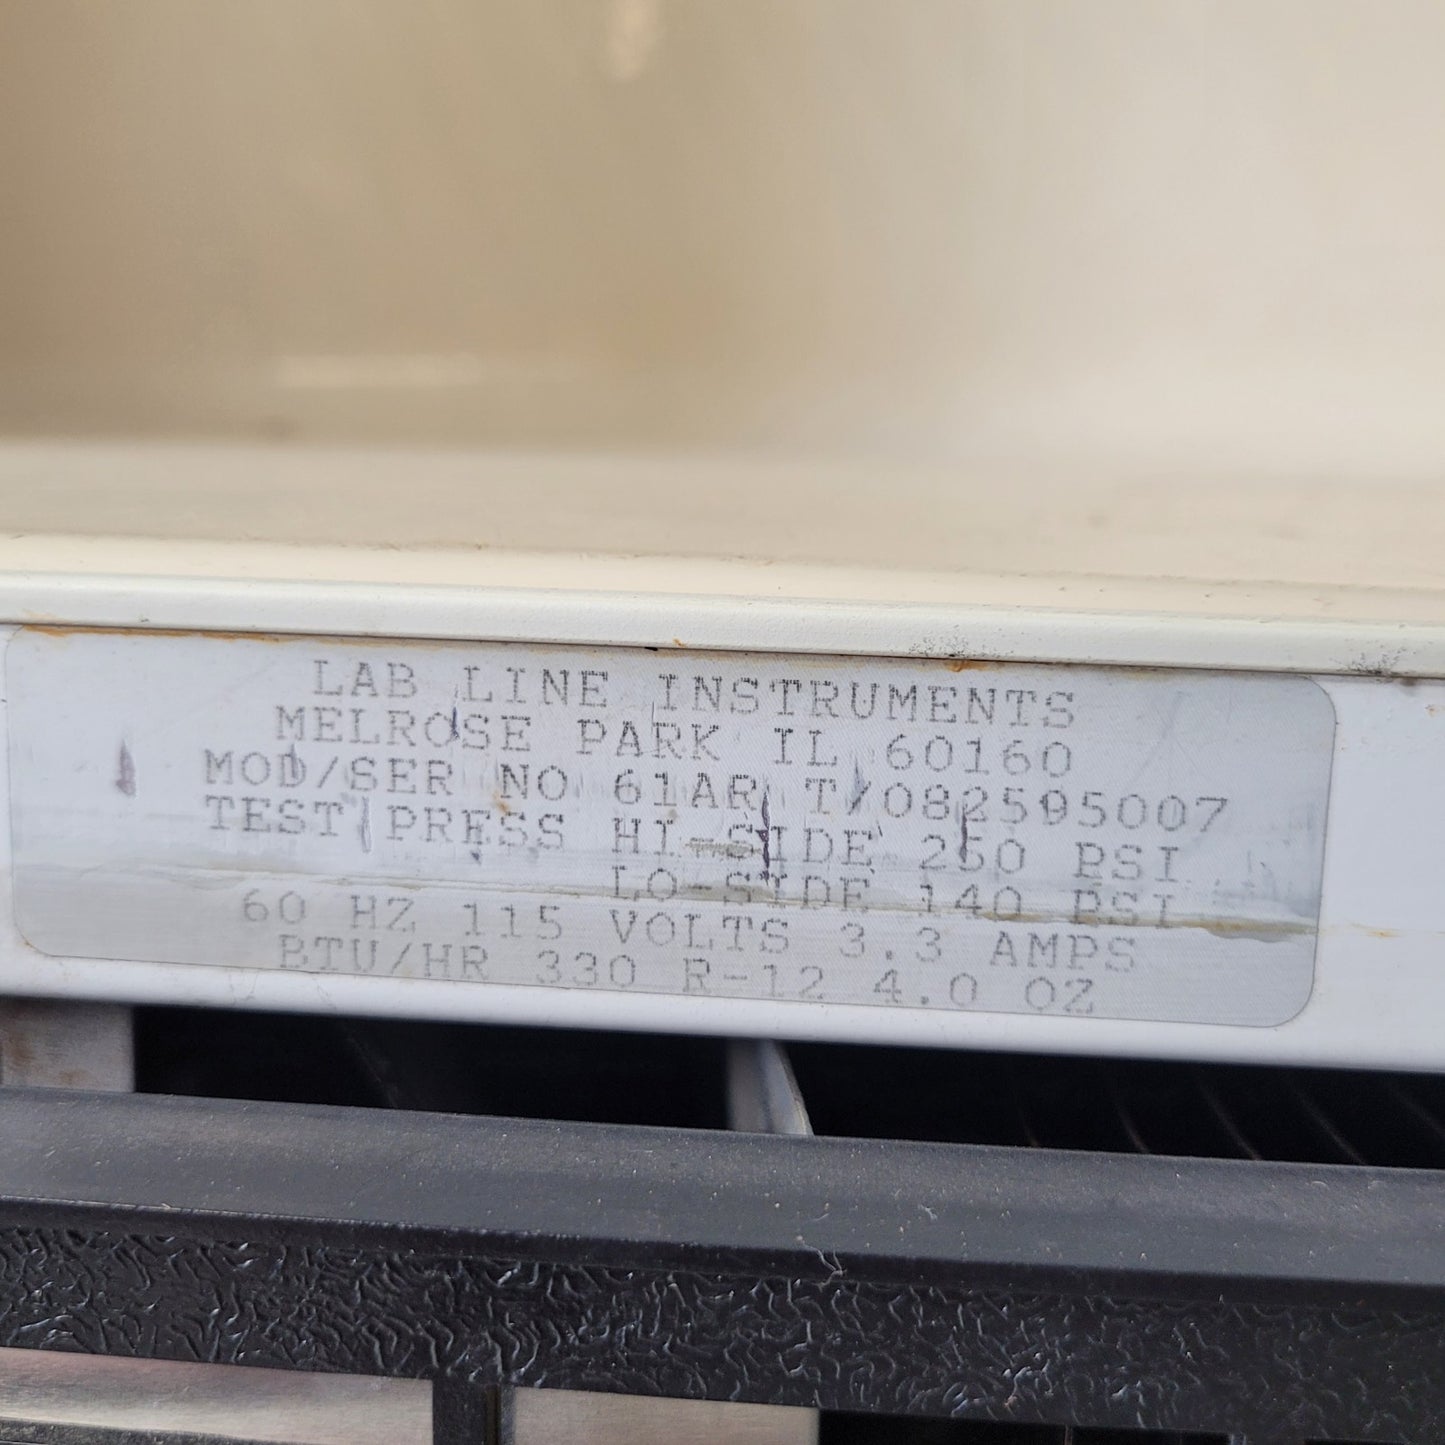 LAB LINE INSTRUMENTS
MELROSE PARK IL 60160
MOD/SER NO 61AR T/082595007
TEST PRESS HI-SIDE 250 PSI
LO-SIDE 140 PSI
60 HZ 115 VOLTS 3.3 AMPS
BTU/HR 330 R-12 4.0 OZ